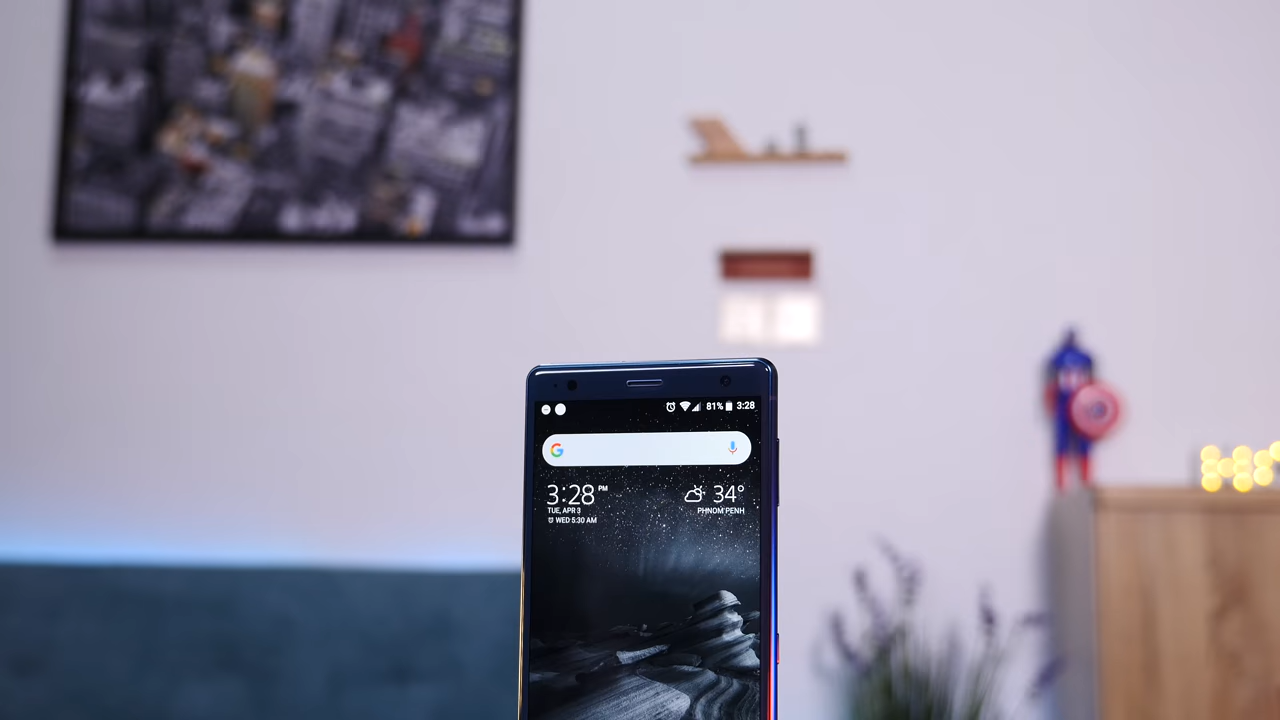 81% 3:28
G
3:28 PM
34°
TUE, APR 3
PHNOM PENH
WED 5:30 AM